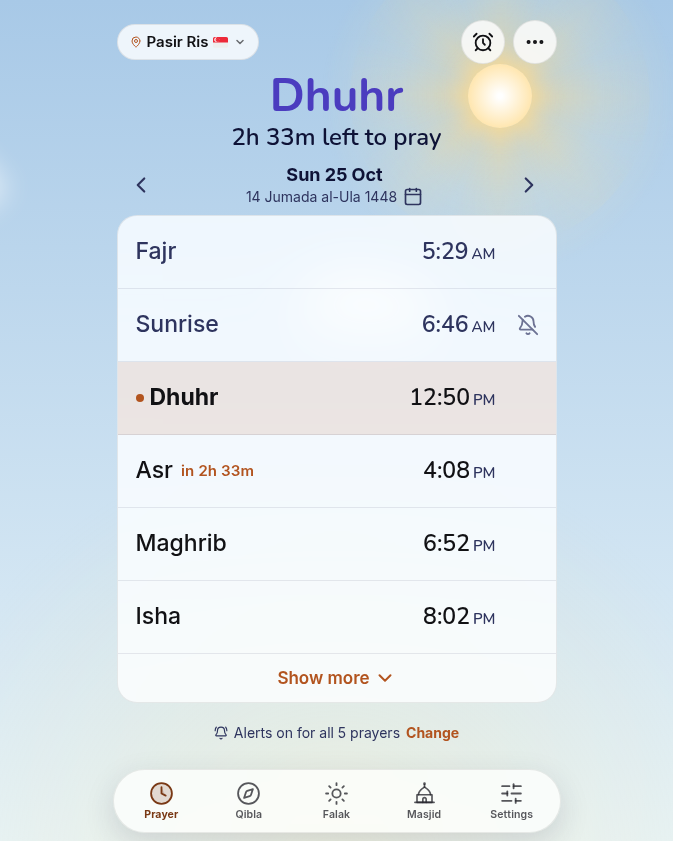 Pasir Ris
Dhuhr
2h 33m left to pray
Sun 25 Oct
14 Jumada al-Ula 1448
Fajr 5:29 AM
Sunrise 6:46 AM
Dhuhr 12:50 PM
Asr in 2h 33m 4:08 PM
Maghrib 6:52 PM
Isha 8:02 PM
Show more
Alerts on for all 5 prayers Change
Prayer Qibla Falak Masjid Settings